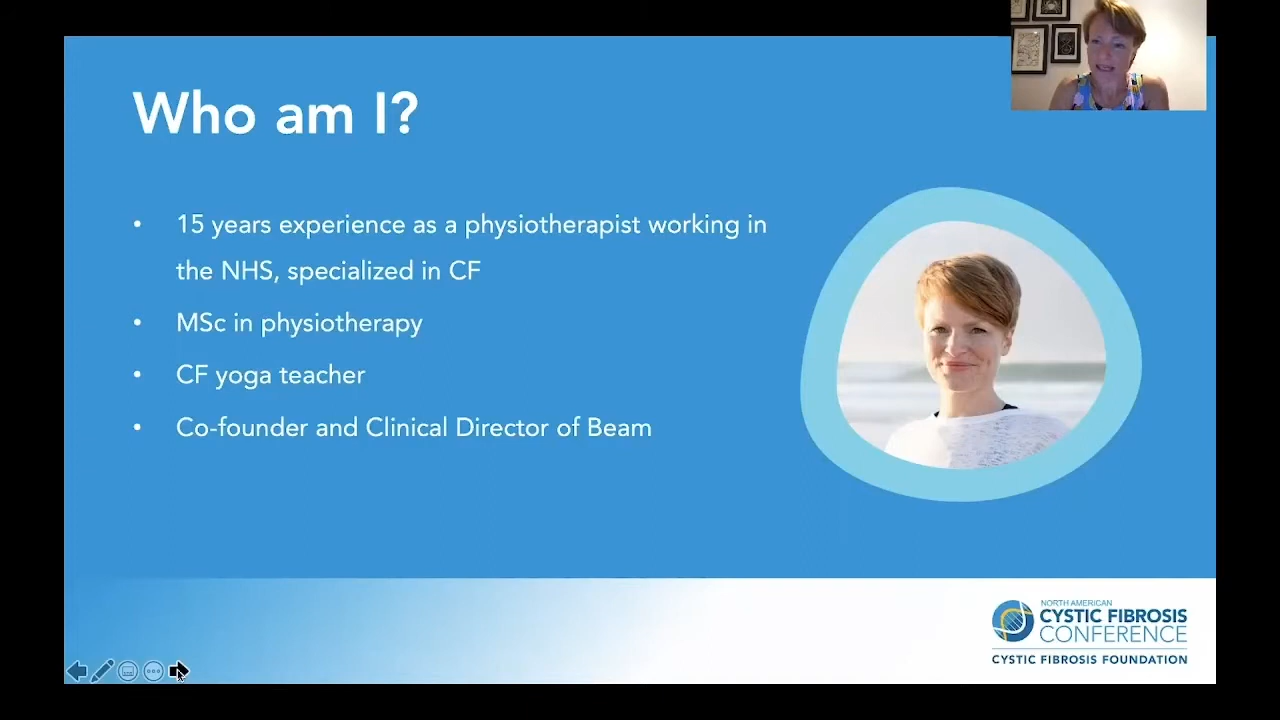 Who am I?
• 15 years experience as a physiotherapist working in
the NHS, specialized in CF
• MSc in physiotherapy
• CF yoga teacher
• Co-founder and Clinical Director of Beam
NORTH AMERICAN
CYSTIC FIBROSIS
CONFERENCE
CYSTIC FIBROSIS FOUNDATION